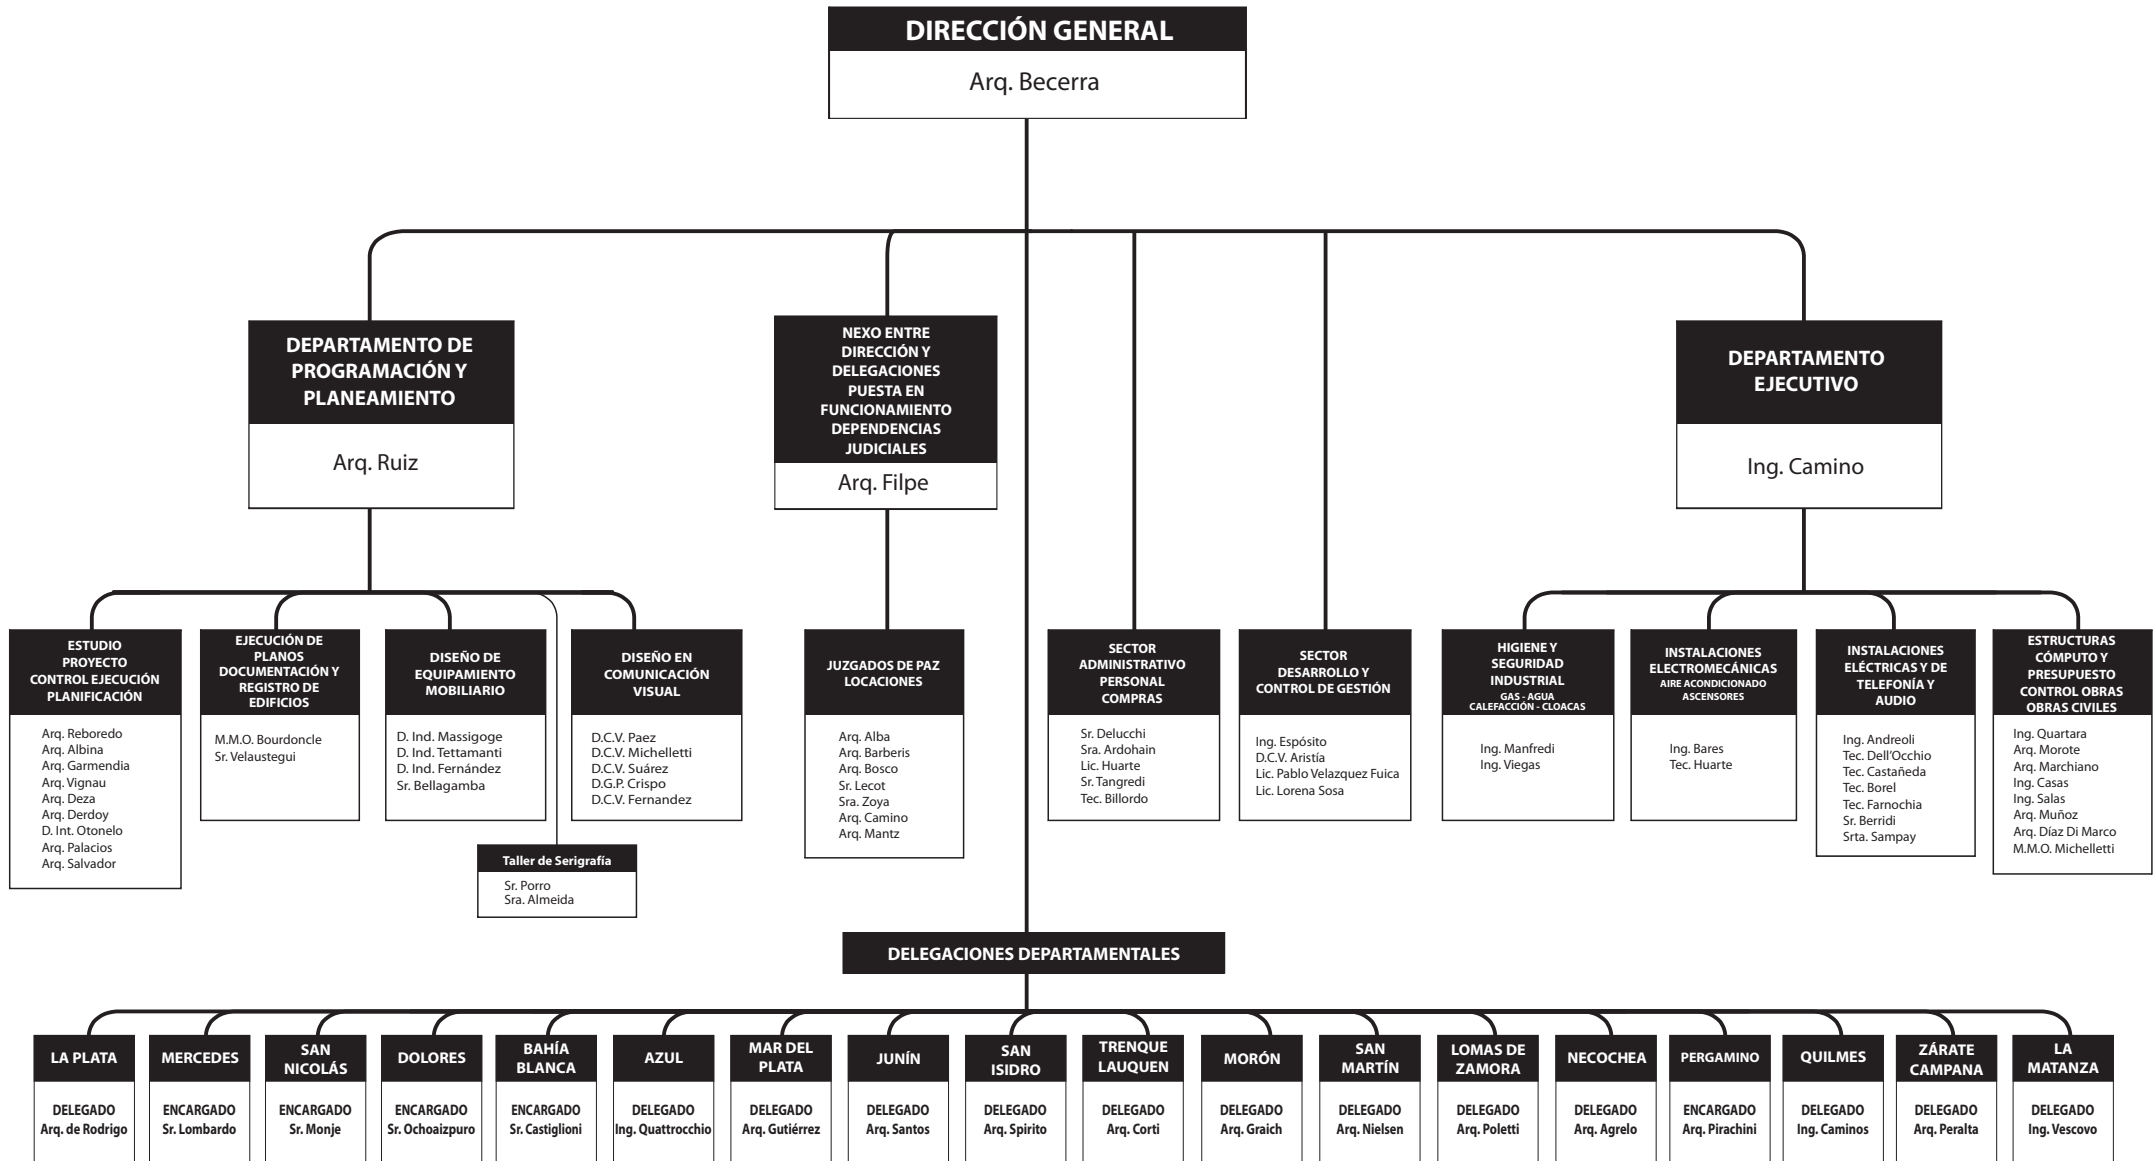 DIRECCIÓN GENERAL
Arq. Becerra
DEPARTAMENTO DE
PROGRAMACIÓN Y
PLANEAMIENTO
Arq. Ruiz
NEXO ENTRE
DIRECCIÓN Y
DELEGACIONES
PUESTA EN
FUNCIONAMIENTO
DEPENDENCIAS
JUDICIALES
Arq. Filpe
DEPARTAMENTO
EJECUTIVO
Ing. Camino
ESTUDIO
PROYECTO
CONTROL EJECUCIÓN
PLANIFICACIÓN
Arq. Reboredo
Arq. Albina
Arq. Garmendia
Arq. Vignau
Arq. Deza
Arq. Derdoy
D. Int. Otonelo
Arq. Palacios
Arq. Salvador
EJECUCIÓN DE
PLANOS
DOCUMENTACIÓN Y
REGISTRO DE
EDIFICIOS
M.M.O. Bourdoncle
Sr. Velaustegui
DISEÑO DE
EQUIPAMIENTO
MOBILIARIO
D. Ind. Massigoge
D. Ind. Tettamanti
D. Ind. Fernández
Sr. Bellagamba
DISEÑO EN
COMUNICACIÓN
VISUAL
D.C.V. Paez
D.C.V. Michelletti
D.C.V. Suárez
D.G.P. Crispo
D.C.V. Fernandez
Taller de Serigrafía
Sr. Porro
Sra. Almeida
JUZGADOS DE PAZ
LOCACIONES
Arq. Alba
Arq. Barberis
Arq. Bosco
Sr. Lecot
Sra. Zoya
Arq. Camino
Arq. Mantz
SECTOR
ADMINISTRATIVO
PERSONAL
COMPRAS
Sr. Delucchi
Sra. Ardohain
Lic. Huarte
Sr. Tangredi
Tec. Billordo
SECTOR
DESARROLLO Y
CONTROL DE GESTIÓN
Ing. Espósito
D.C.V. Aristía
Lic. Pablo Velazquez Fuica
Lic. Lorena Sosa
HIGIENE Y
SEGURIDAD
INDUSTRIAL
GAS - AGUA
CALEFACCIÓN - CLOACAS
Ing. Manfredi
Ing. Viegas
INSTALACIONES
ELECTROMECÁNICAS
AIRE ACONDICIONADO
ASCENSORES
Ing. Bares
Tec. Huarte
INSTALACIONES
ELÉCTRICAS Y DE
TELEFONÍA Y
AUDIO
Ing. Andreoli
Tec. Dell'Occhio
Tec. Castañeda
Tec. Borel
Tec. Farnochia
Sr. Berridi
Srta. Sampay
ESTRUCTURAS
CÓMPUTO Y
PRESUPUESTO
CONTROL OBRAS
OBRAS CIVILES
Ing. Quartara
Arq. Morote
Arq. Marchiano
Ing. Casas
Ing. Salas
Arq. Muñoz
Arq. Díaz Di Marco
M.M.O. Michelletti
DELEGACIONES DEPARTAMENTALES
LA PLATA
DELEGADO
Arq. de Rodrigo
MERCEDES
ENCARGADO
Sr. Lombardo
SAN
NICOLÁS
ENCARGADO
Sr. Monje
DOLORES
ENCARGADO
Sr. Ochoaizpuro
BAHÍA
BLANCA
ENCARGADO
Sr. Castiglioni
AZUL
DELEGADO
Ing. Quattrocchio
MAR DEL
PLATA
DELEGADO
Arq. Gutiérrez
JUNÍN
DELEGADO
Arq. Santos
SAN
ISIDRO
DELEGADO
Arq. Spirito
TRENQUE
LAUQUEN
DELEGADO
Arq. Corti
MORÓN
DELEGADO
Arq. Graich
SAN
MARTÍN
DELEGADO
Arq. Nielsen
LOMAS DE
ZAMORA
DELEGADO
Arq. Poletti
NECOCHEA
DELEGADO
Arq. Agrelo
PERGAMINO
ENCARGADO
Arq. Pirachini
QUILMES
DELEGADO
Ing. Caminos
ZÁRATE
CAMPANA
DELEGADO
Arq. Peralta
LA
MATANZA
DELEGADO
Ing. Vescovo